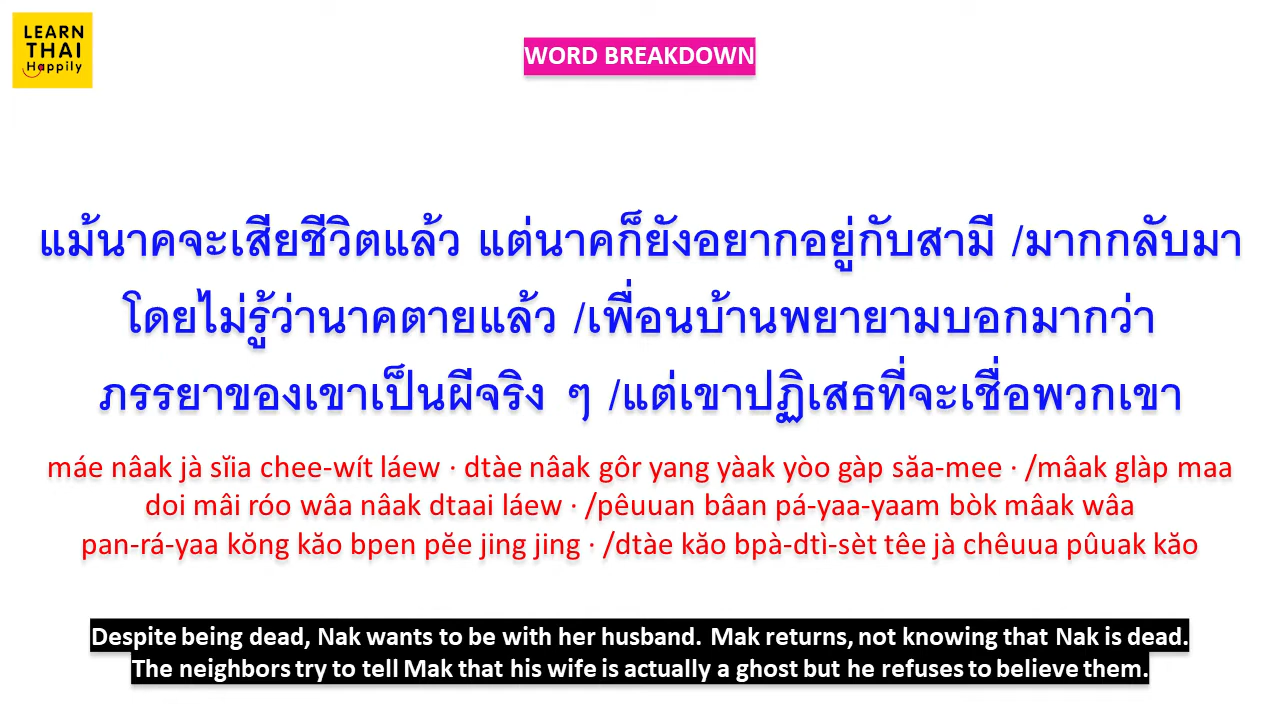 LEARN
THAI
Happily
WORD BREAKDOWN
แม้นาคจะเสียชีวิตแล้ว แต่นาคก็ยังอยากอยู่กับสามี /มากกลับมา
โดยไม่รู้ว่านาคตายแล้ว /เพื่อนบ้านพยายามบอกมากว่า
ภรรยาของเขาเป็นผีจริง ๆ /แต่เขาปฏิเสธที่จะเชื่อพวกเขา
máe nâak jà sĭia chee-wít láew · dtàe nâak gôr yang yàak yòo gàp săa-mee · /mâak glàp maa
doi mâi róo wâa nâak dtaai láew · /pêuuan bâan pá-yaa-yaam bòk mâak wâa
pan-rá-yaa kŏng kăo bpen pĕe jing jing · /dtàe kăo bpà-dtì-sèt têe jà chêuua pûuak kăo
Despite being dead, Nak wants to be with her husband. Mak returns, not knowing that Nak is dead.
The neighbors try to tell Mak that his wife is actually a ghost but he refuses to believe them.